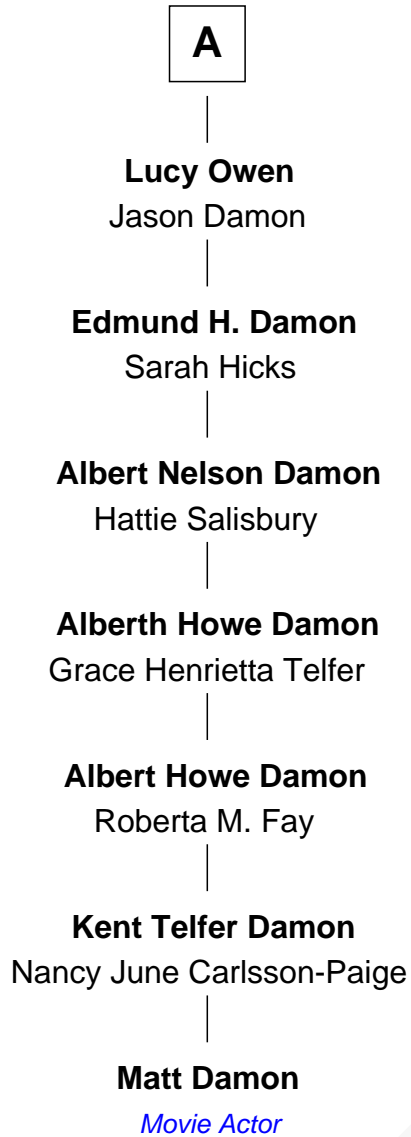 A
Lucy Owen
Jason Damon
Edmund H. Damon
Sarah Hicks
Albert Nelson Damon
Hattie Salisbury
Alberth Howe Damon
Grace Henrietta Telfer
Albert Howe Damon
Roberta M. Fay
Kent Telfer Damon
Nancy June Carlsson-Paige
Matt Damon
Movie Actor